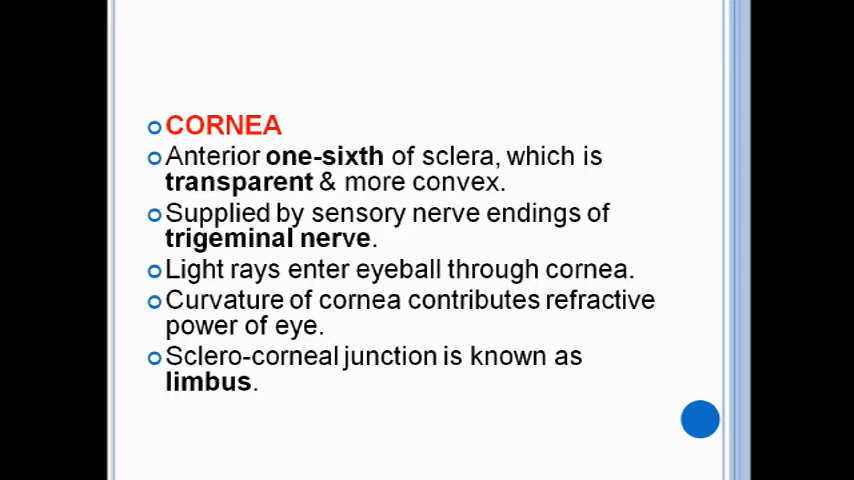 CORNEA
Anterior one-sixth of sclera, which is
transparent & more convex.
Supplied by sensory nerve endings of
trigeminal nerve.
Light rays enter eyeball through cornea.
Curvature of cornea contributes refractive
power of eye.
Sclero-corneal junction is known as
limbus.